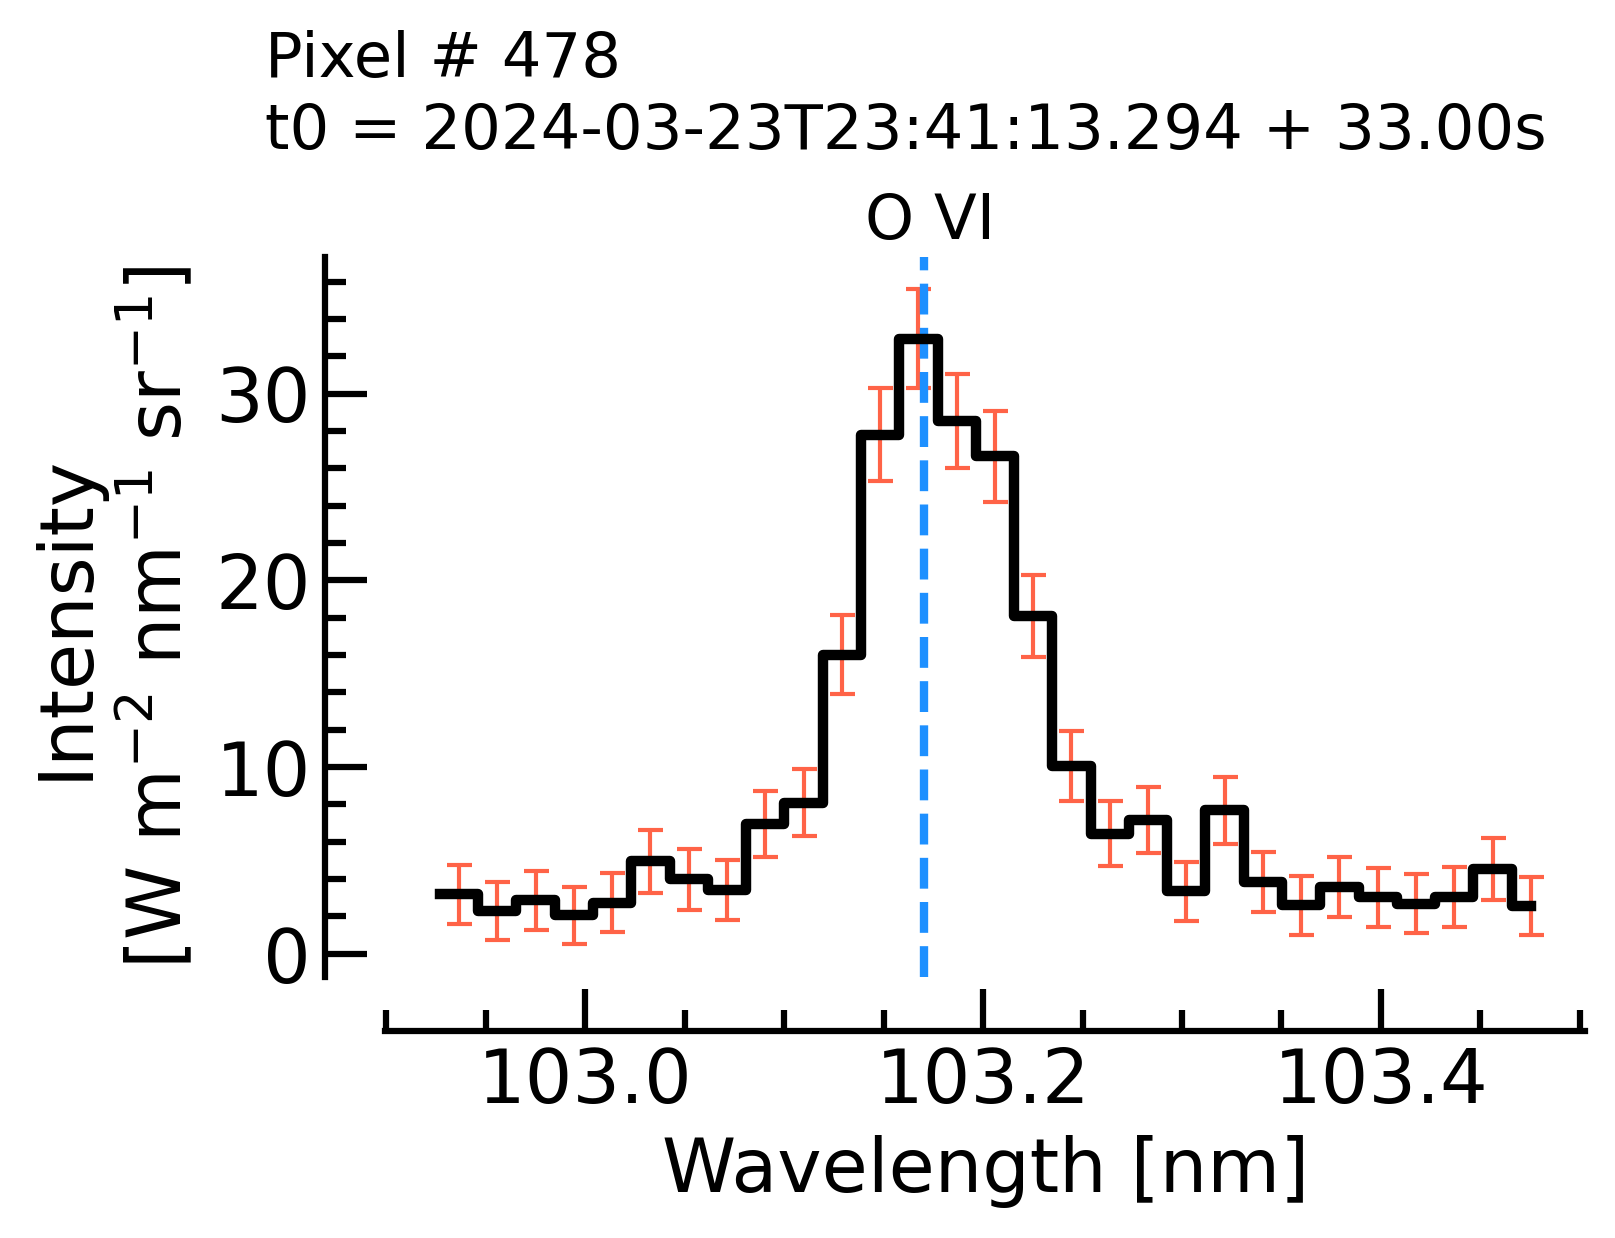 Pixel # 478
t0 = 2024-03-23T23:41:13.294 + 33.00s
O VI
Intensity
[W m⁻² nm⁻¹ sr⁻¹]
30
20
10
0
103.0 103.2 103.4
Wavelength [nm]